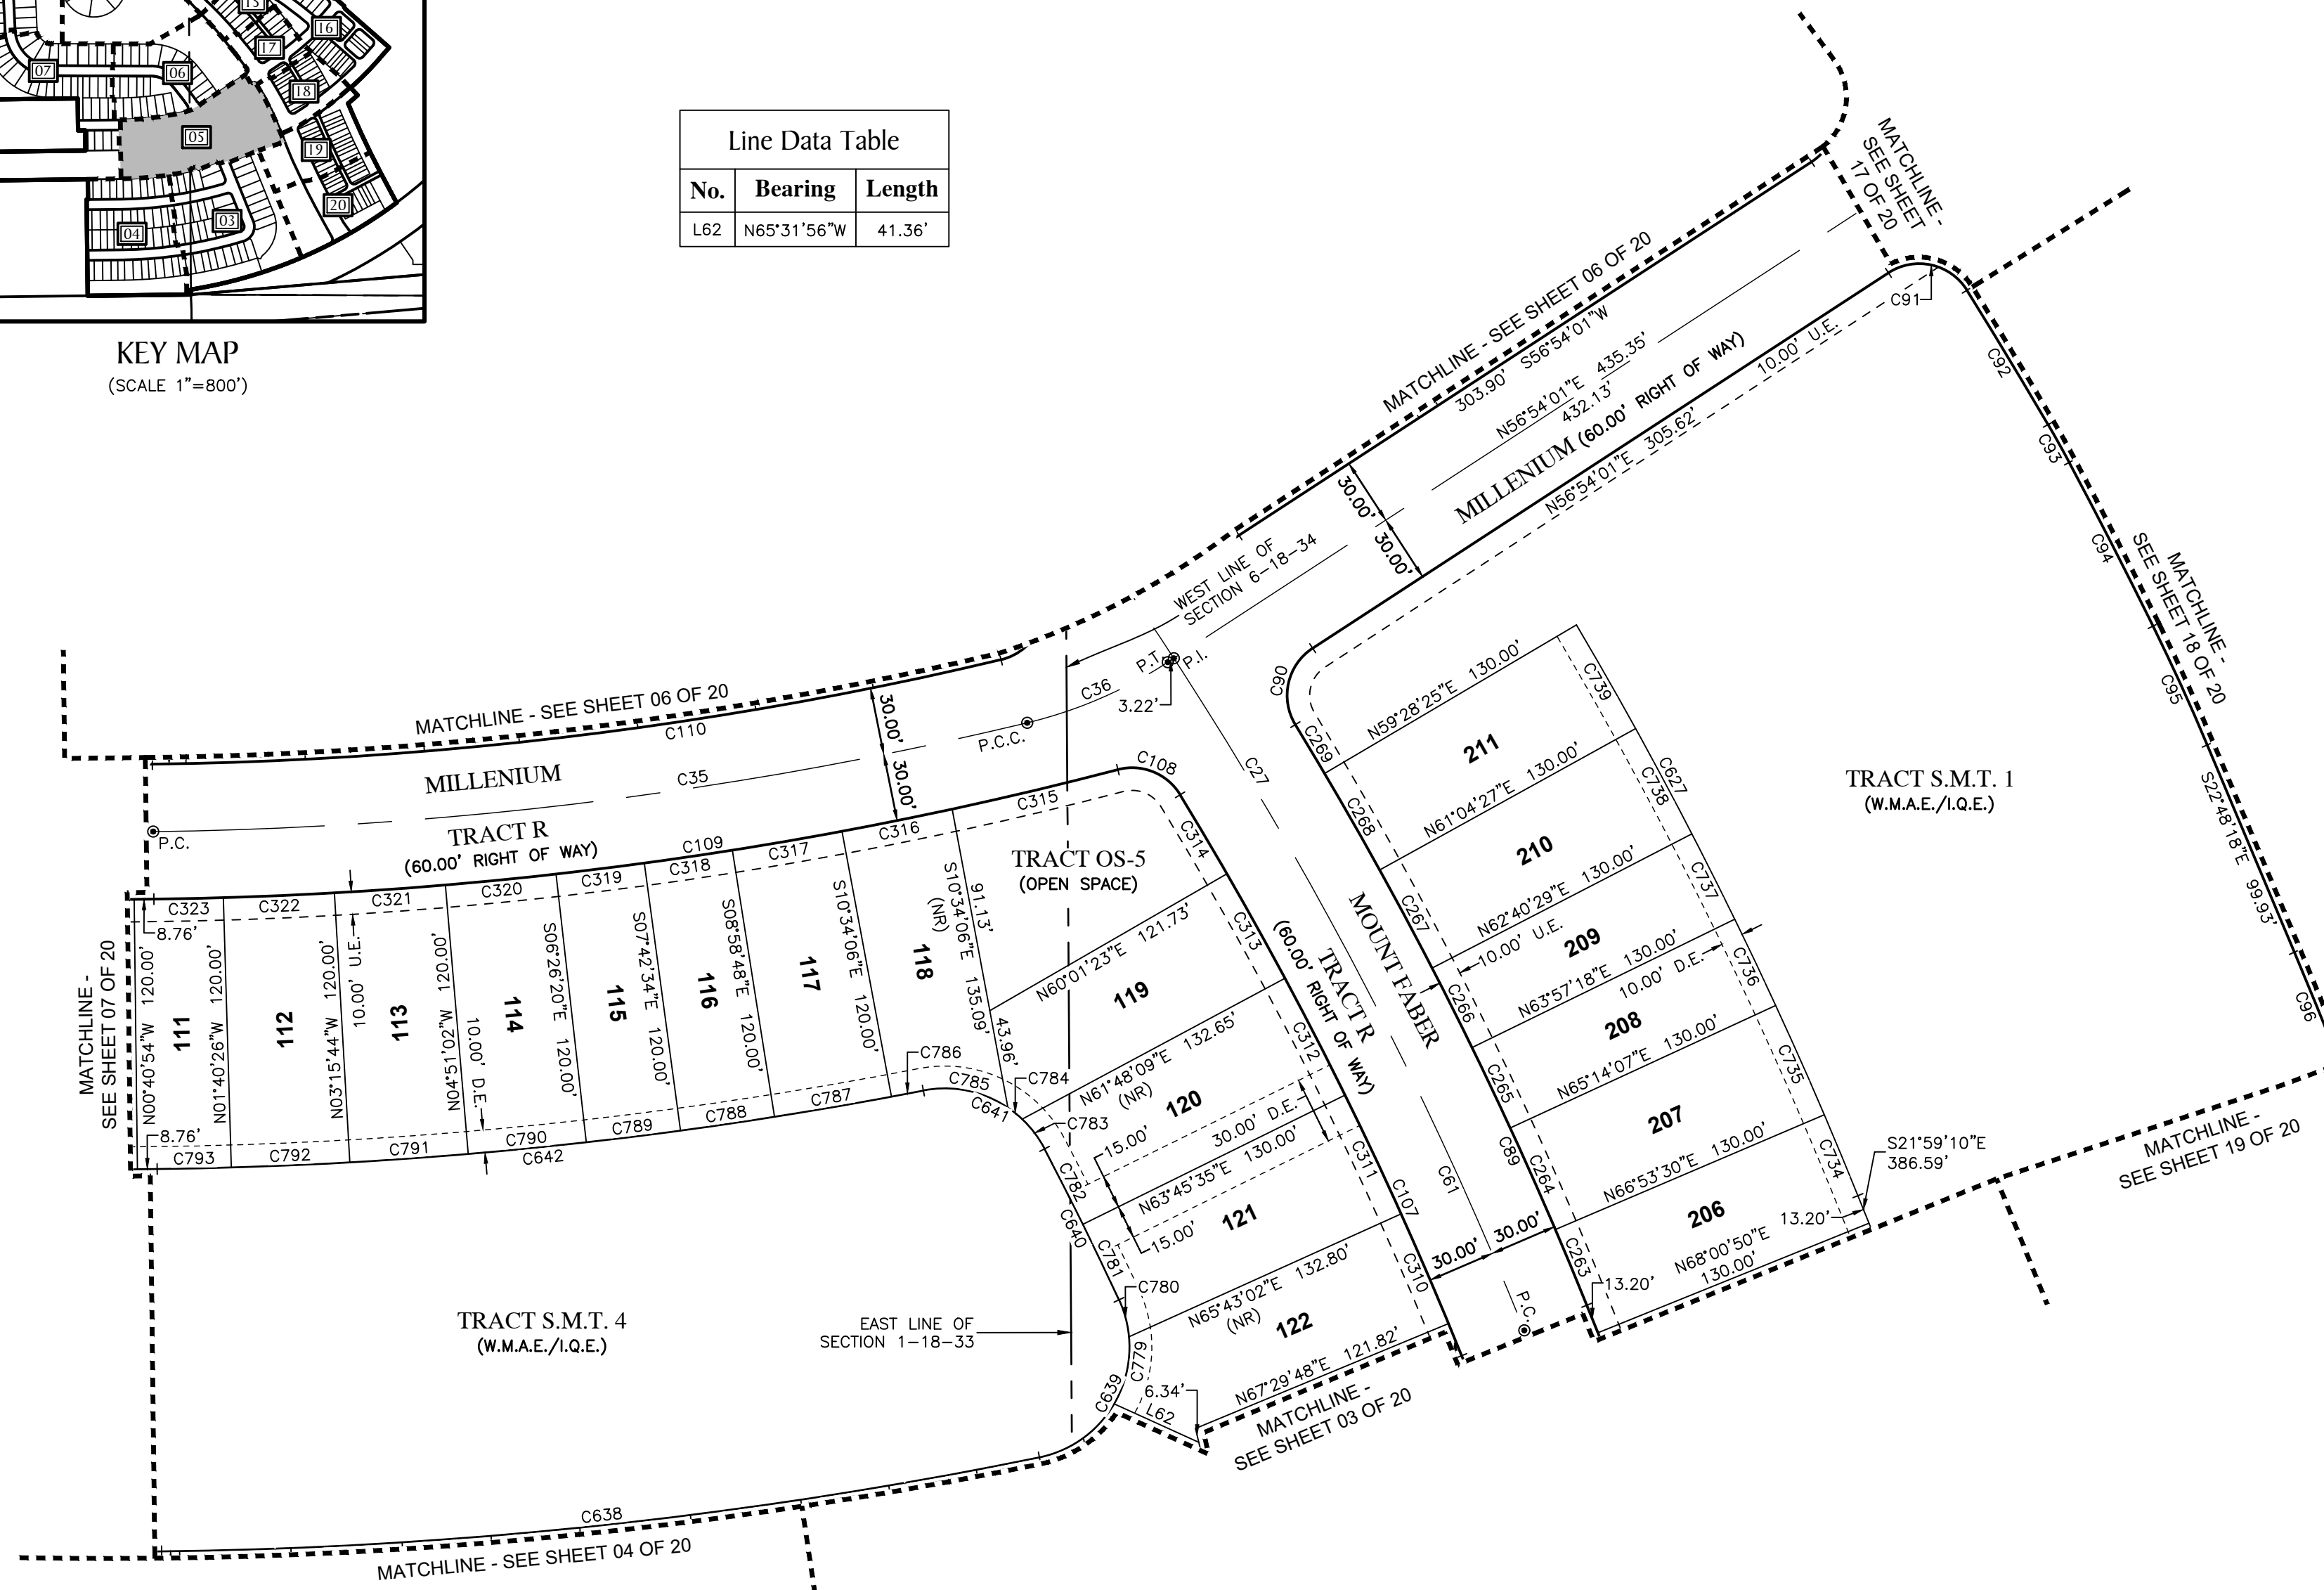 15
16
17
07
06
18
05
19
20
03
04
KEY MAP
(SCALE 1"=800')
Line Data Table
No. Bearing Length
L62 N65°31'56"W 41.36'
MATCHLINE -
SEE SHEET
17 OF 20
MATCHLINE - SEE SHEET 06 OF 20
303.90' S56°54'01"W
N56°54'01"E 435.35'
432.13'
MILLENIUM (60.00' RIGHT OF WAY)
10.00' U.E.
N56°54'01"E 305.62'
C91
C92
C93
C94
MATCHLINE -
SEE SHEET 18 OF 20
C95
S22°48'18"E 99.93'
C96
30.00'
30.00'
WEST LINE OF
SECTION 6-18-34
P.T.
P.I.
3.22'
C36
P.C.C.
C90
C27
MATCHLINE - SEE SHEET 06 OF 20
C110
30.00'
30.00'
MILLENIUM
C35
P.C.
TRACT R
(60.00' RIGHT OF WAY)
C109
C108
C315
C316
C317
C318
C319
C320
C321
C322
C323
8.76'
TRACT OS-5
(OPEN SPACE)
C314
C313
C312
C311
C107
C310
MATCHLINE -
SEE SHEET 07 OF 20
N00°40'54"W 120.00'
111
N01°40'26"W 120.00'
112
N03°15'44"W 120.00'
10.00' U.E.
113
N04°51'02"W 120.00'
10.00' D.E.
114
S06°26'20"E 120.00'
115
S07°42'34"E 120.00'
116
S08°58'48"E 120.00'
117
S10°34'06"E 120.00'
118
91.13'
S10°34'06"E 135.09'
(NR)
43.96'
8.76'
C793
C792
C791
C790
C642
C789
C788
C787
C786
C785
C641
C784
C783
C782
C640
C781
C780
C779
C639
L62
6.34'
N60°01'23"E 121.73'
119
N61°48'09"E 132.65'
(NR)
120
15.00'
30.00' D.E.
N63°45'35"E 130.00'
15.00'
121
N65°43'02"E 132.80'
(NR)
122
N67°29'48"E 121.82'
MATCHLINE -
SEE SHEET 03 OF 20
TRACT R
(60.00' RIGHT OF WAY)
MOUNT FABER
C61
30.00'
30.00'
P.C.
C269
C268
C267
C266
C265
C89
C264
C263
13.20'
N59°28'25"E 130.00'
211
C739
N61°04'27"E 130.00'
C738
C627
210
N62°40'29"E 130.00'
C737
10.00' U.E.
209
N63°57'18"E 130.00'
10.00' D.E.
C736
208
N65°14'07"E 130.00'
C735
207
N66°53'30"E 130.00'
C734
206
13.20'
N68°00'50"E
130.00'
S21°59'10"E
386.59'
TRACT S.M.T. 1
(W.M.A.E./I.Q.E.)
MATCHLINE -
SEE SHEET 19 OF 20
TRACT S.M.T. 4
(W.M.A.E./I.Q.E.)
EAST LINE OF
SECTION 1-18-33
C638
MATCHLINE - SEE SHEET 04 OF 20